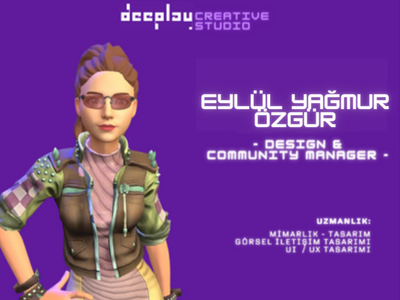 deeplay. CREATIVE
STUDIO
EYLÜL YAĞMUR
ÖZGÜR
- DESIGN &
COMMUNITY MANAGER -
UZMANLIK:
MİMARLIK - TASARIM
GÖRSEL İLETİŞİM TASARIMI
UI / UX TASARIMI